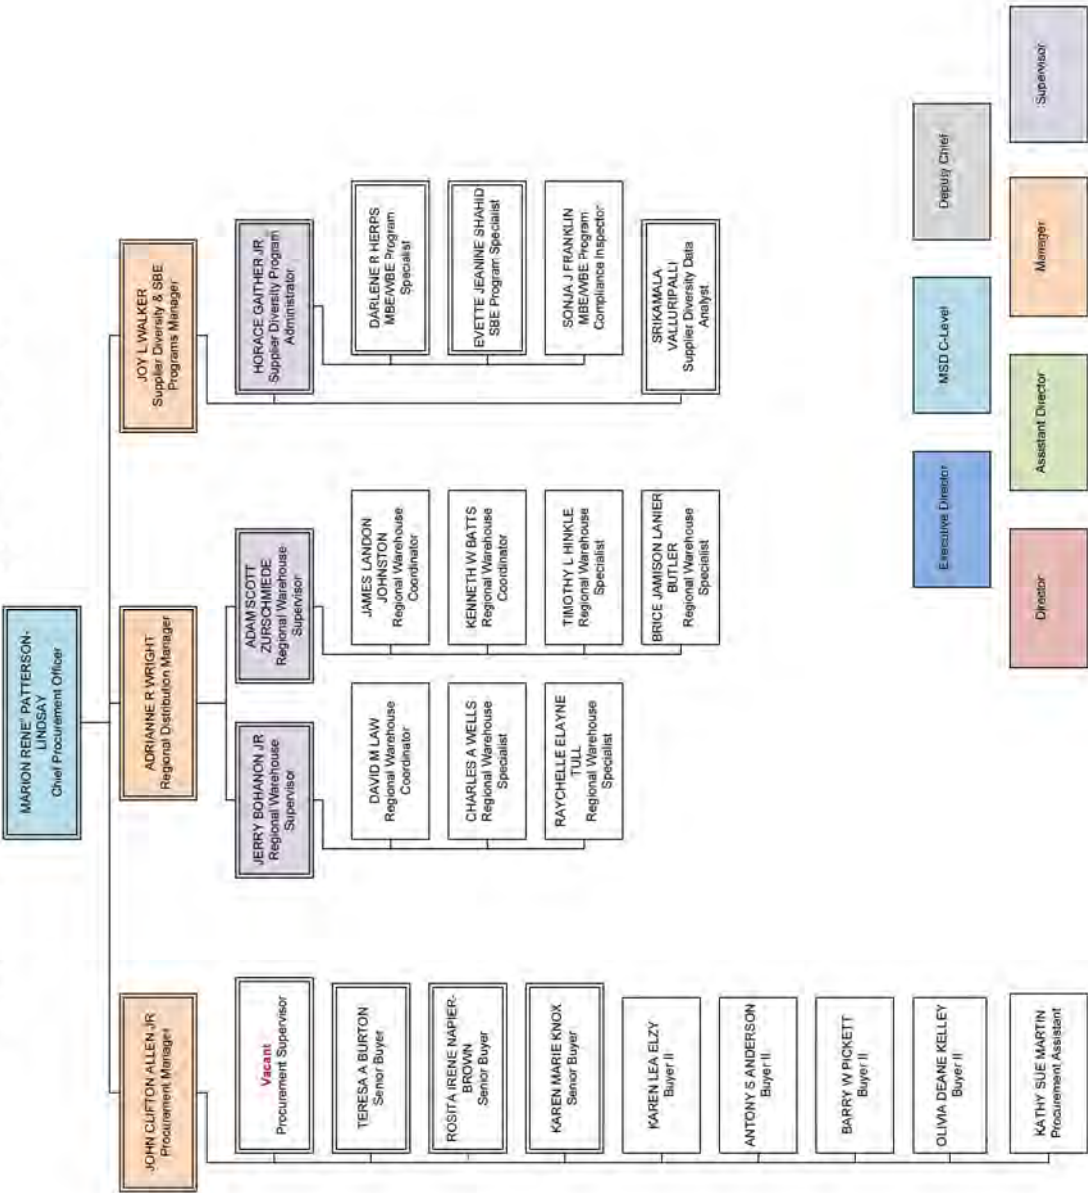 MARION RENE' PATTERSON-
LINDSAY
Chief Procurement Officer
JOHN CLIFTON ALLEN JR
Procurement Manager
Vacant
Procurement Supervisor
TERESA A BURTON
Senior Buyer
ROSITA IRENE NAPIER-
BROWN
Senior Buyer
KAREN MARIE KNOX
Senior Buyer
KAREN LEA ELZY
Buyer II
ANTONY S ANDERSON
Buyer II
BARRY W PICKETT
Buyer II
OLIVIA DEANE KELLEY
Buyer II
KATHY SUE MARTIN
Procurement Assistant
ADRIANNE R WRIGHT
Regional Distribution Manager
JERRY BOHANON JR
Regional Warehouse
Supervisor
DAVID M LAW
Regional Warehouse
Coordinator
CHARLES A WELLS
Regional Warehouse
Specialist
RAYCHELLE ELAYNE
TULL
Regional Warehouse
Specialist
ADAM SCOTT
ZURSCHMIEDE
Regional Warehouse
Supervisor
JAMES LANDON
JOHNSTON
Regional Warehouse
Coordinator
KENNETH W BATTS
Regional Warehouse
Coordinator
TIMOTHY L HINKLE
Regional Warehouse
Specialist
BRICE JAMISON LANIER
BUTLER
Regional Warehouse
Specialist
JOY L WALKER
Supplier Diversity & SBE
Programs Manager
HORACE GAITHER JR
Supplier Diversity Program
Administrator
DARLENE R HERPS
MBE/WBE Program
Specialist
EVETTE JEANINE SHAHID
SBE Program Specialist
SONJA J FRANKLIN
MBE/WBE Program
Compliance Inspector
SRIKAMALA
VALLURIPALLI
Supplier Diversity Data
Analyst
Executive Director
MSD C-Level
Deputy Chief
Director
Assistant Director
Manager
Supervisor